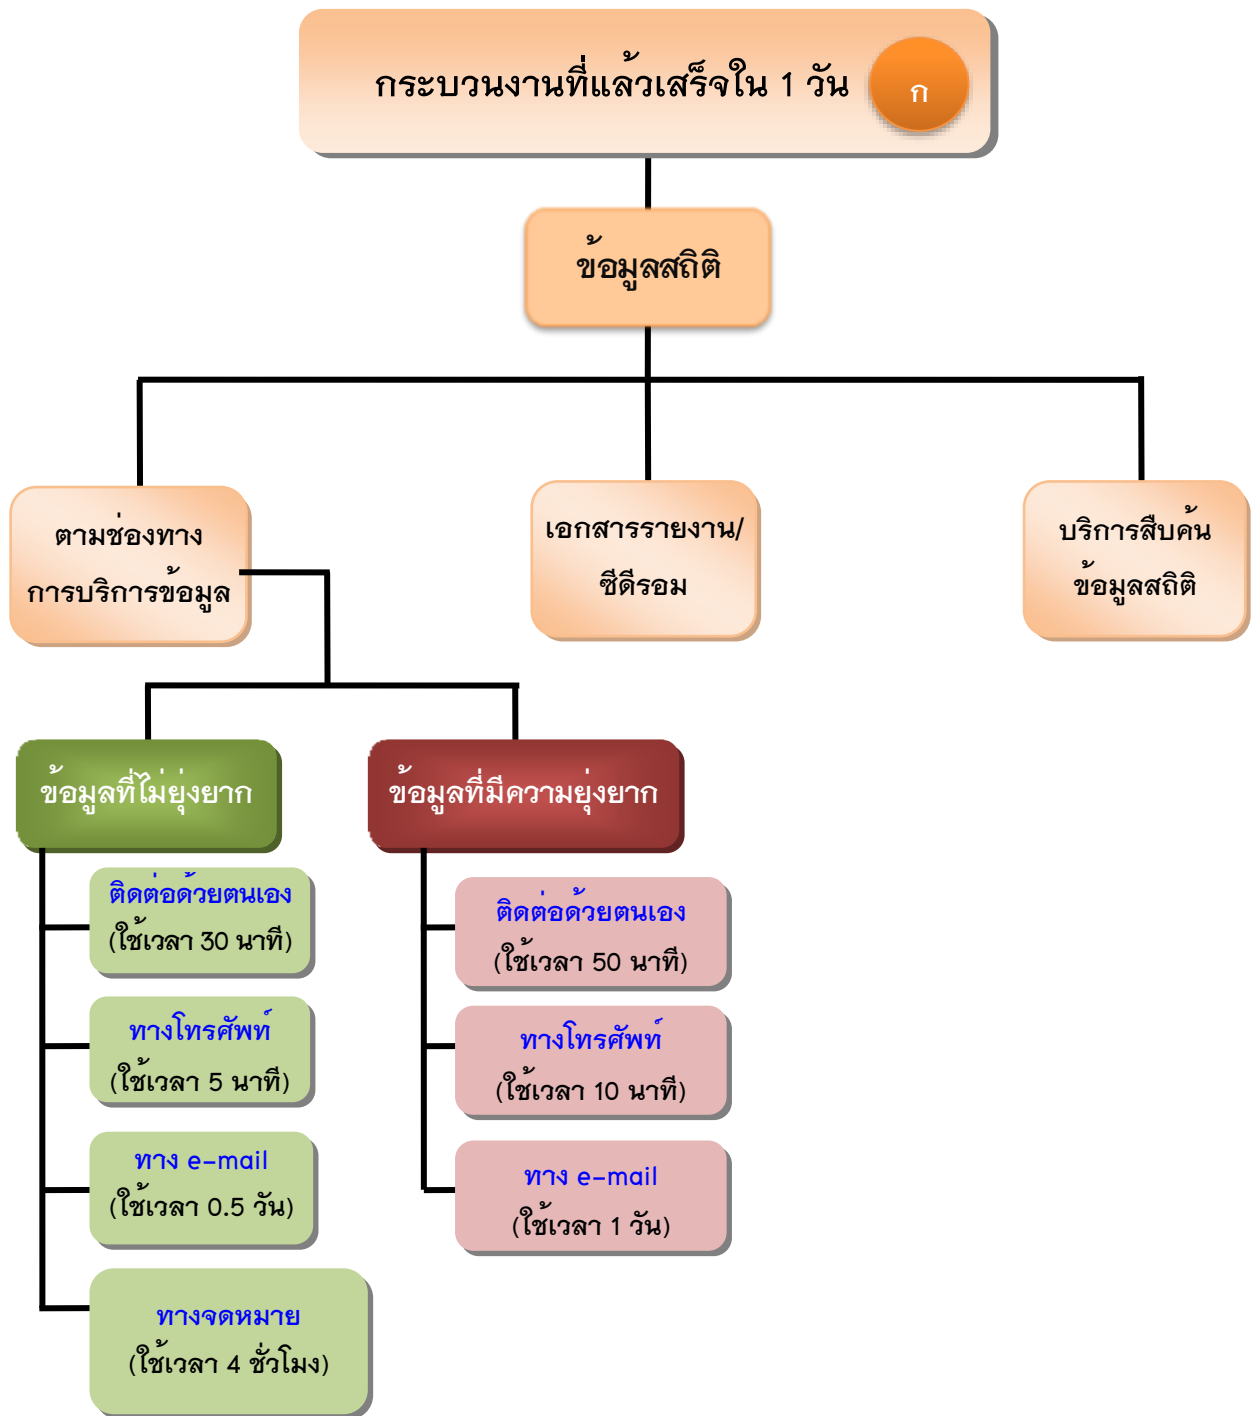 กระบวนงานที่แล้วเสร็จใน 1 วัน
ก
ข้อมูลสถิติ
ตามช่องทาง
การบริการข้อมูล
เอกสารรายงาน/
ซีดีรอม
บริการสืบค้น
ข้อมูลสถิติ
ข้อมูลที่ไม่ยุ่งยาก
ติดต่อด้วยตนเอง
(ใช้เวลา 30 นาที)
ทางโทรศัพท์
(ใช้เวลา 5 นาที)
ทาง e-mail
(ใช้เวลา 0.5 วัน)
ทางจดหมาย
(ใช้เวลา 4 ชั่วโมง)
ข้อมูลที่มีความยุ่งยาก
ติดต่อด้วยตนเอง
(ใช้เวลา 50 นาที)
ทางโทรศัพท์
(ใช้เวลา 10 นาที)
ทาง e-mail
(ใช้เวลา 1 วัน)